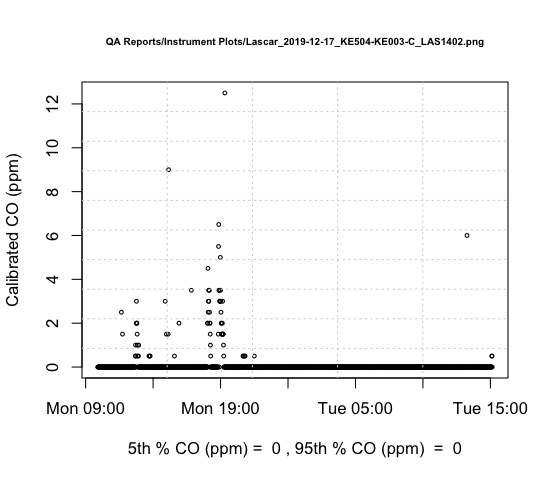 QA Reports/Instrument Plots/Lascar_2019-12-17_KE504-KE003-C_LAS1402.png
Calibrated CO (ppm)
12
10
8
6
4
2
0
Mon 09:00 Mon 19:00 Tue 05:00 Tue 15:00
5th % CO (ppm) = 0 , 95th % CO (ppm) = 0